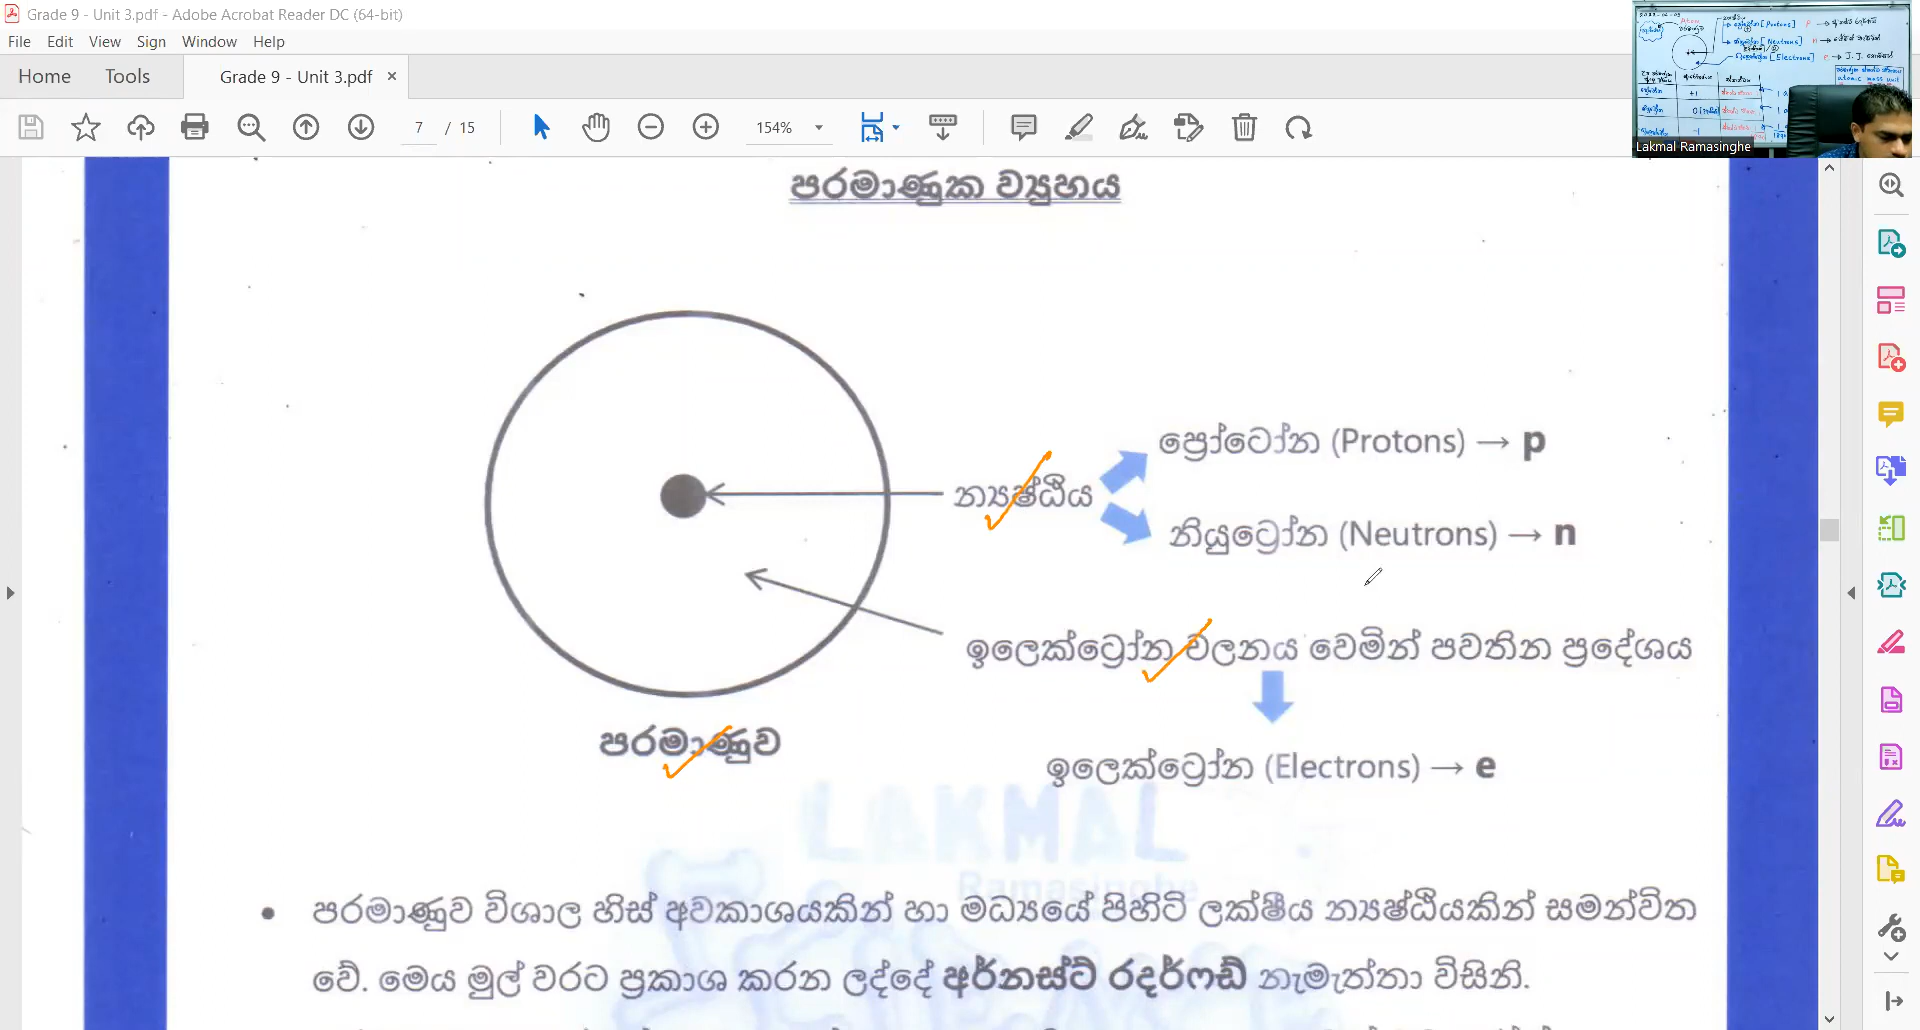 Grade 9 - Unit 3.pdf - Adobe Acrobat Reader DC (64-bit)
File Edit View Sign Window Help
Home Tools Grade 9 - Unit 3.pdf ×
7 / 15 154%
Lakmal Ramasinghe
පරමාණුක ව්‍යුහය
ප්‍රෝටෝන (Protons) → p
න්‍යෂ්ඨිය
නියුට්‍රෝන (Neutrons) → n
ඉලෙක්ට්‍රෝන චලනය වෙමින් පවතින ප්‍රදේශය
පරමාණුව
ඉලෙක්ට්‍රෝන (Electrons) → e
LAKMAL
Ramasinghe
• පරමාණුව විශාල හිස් අවකාශයකින් හා මධ්‍යයේ පිහිටි ලක්ෂීය න්‍යෂ්ඨියකින් සමන්විත
වේ. මෙය මුල් වරට ප්‍රකාශ කරන ලද්දේ අර්නස්ට් රදර්ෆඩ් නැමැත්තා විසිනි.